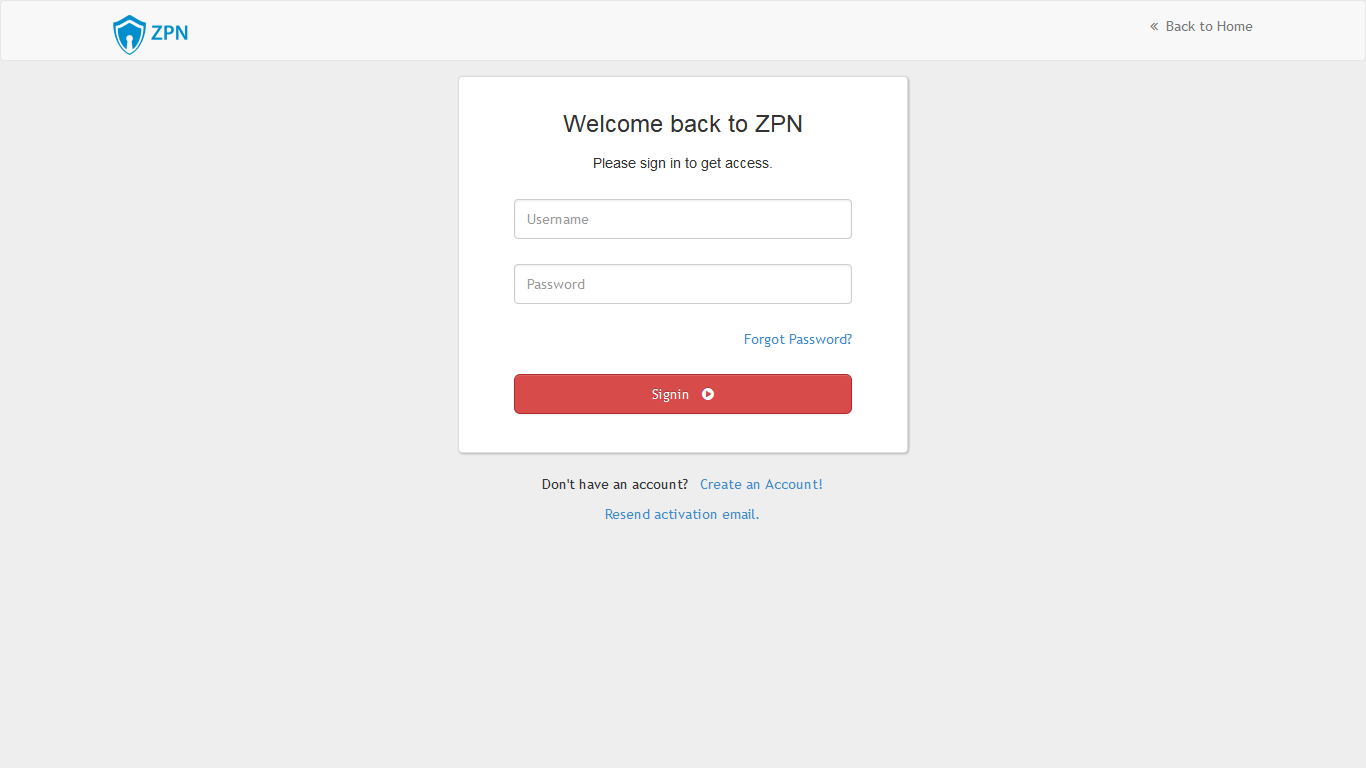 ZPN
« Back to Home
Welcome back to ZPN
Please sign in to get access.
Username
Password
Forgot Password?
Signin
Don't have an account? Create an Account!
Resend activation email.